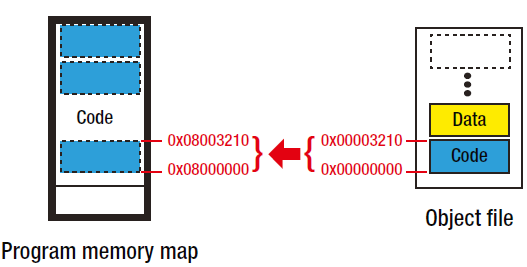 Code
0x08003210
0x08000000
Program memory map
0x00003210
0x00000000
Data
Code
Object file